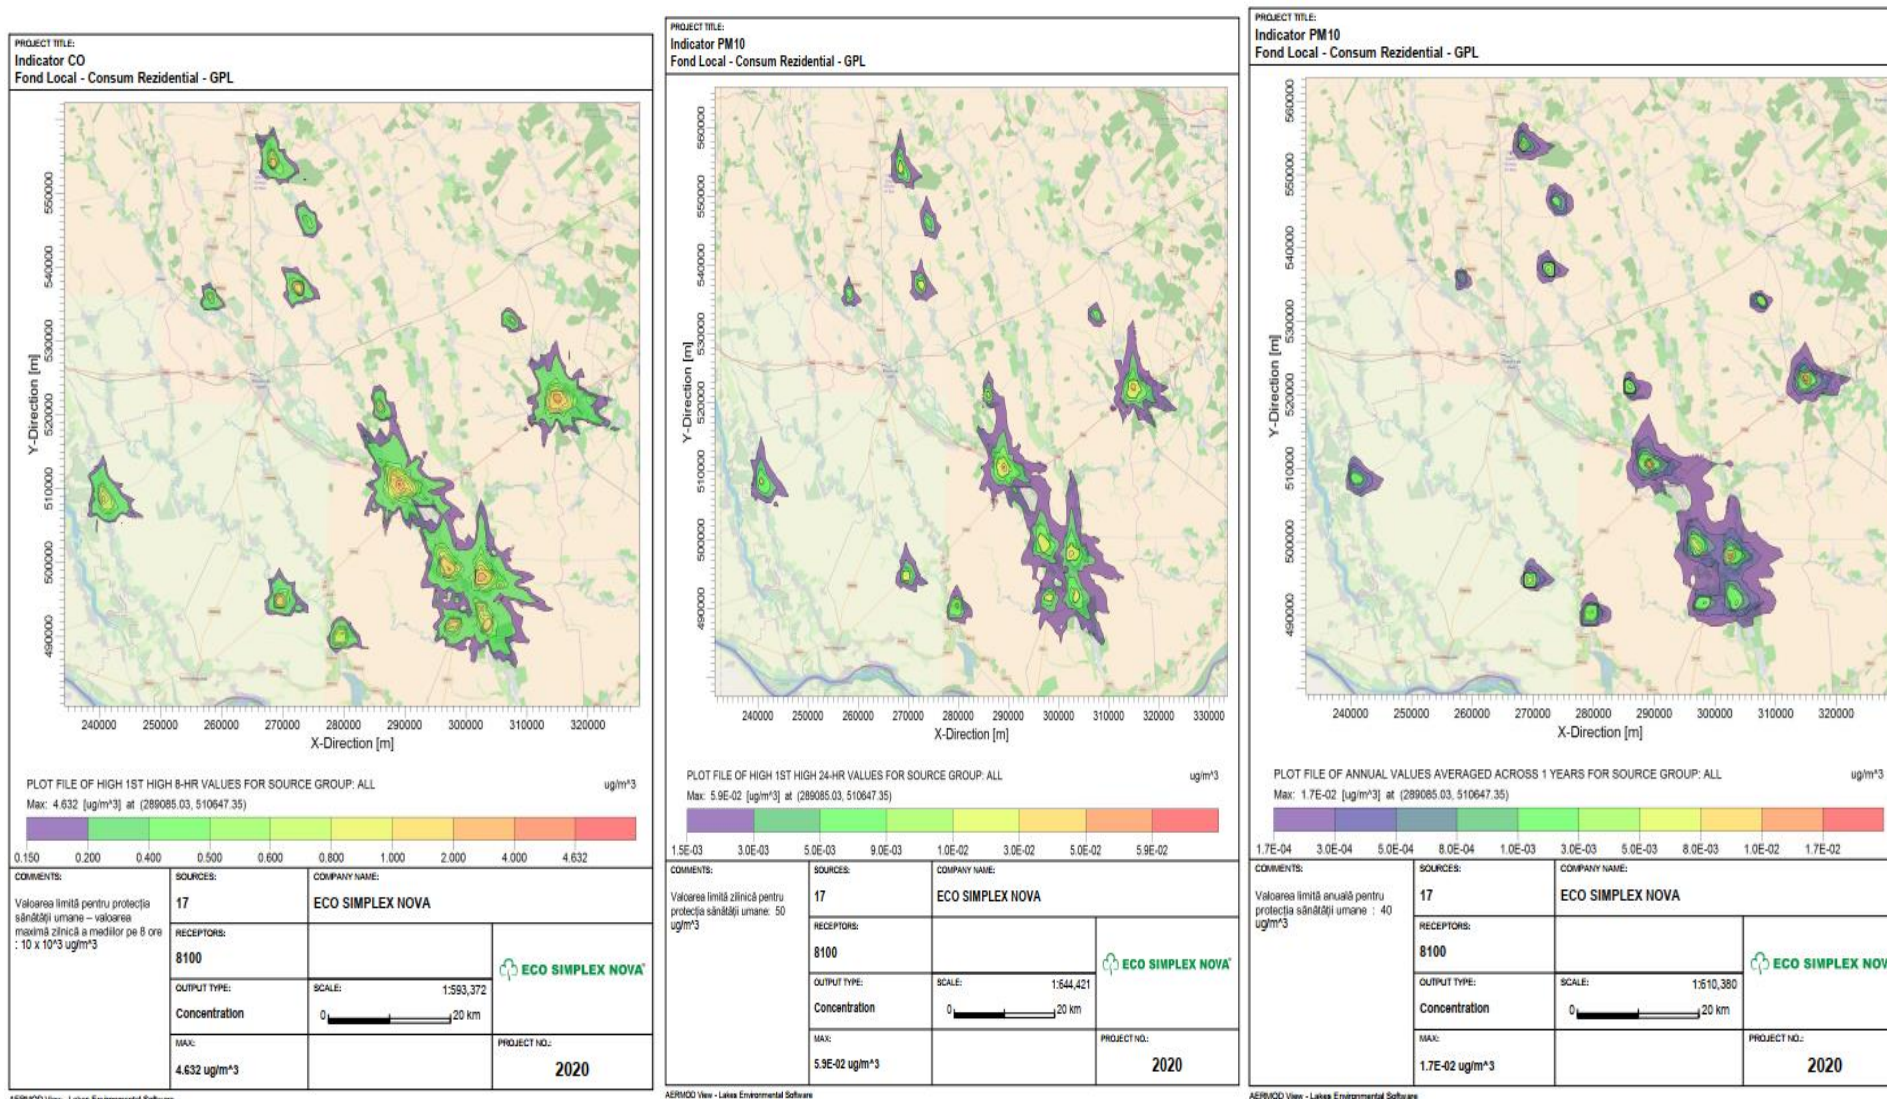 PROJECT TITLE:
Indicator CO
Fond Local - Consum Rezidential - GPL
Y-Direction [m]
550000
540000
530000
520000
510000
500000
490000
240000 250000 260000 270000 280000 290000 300000 310000 320000
X-Direction [m]
PLOT FILE OF HIGH 1ST HIGH 8-HR VALUES FOR SOURCE GROUP: ALL ug/m^3
Max: 4.632 [ug/m^3] at (289085.03, 510647.35)
0.150 0.200 0.400 0.500 0.600 0.800 1.000 2.000 4.000 4.632
COMMENTS:
Valoarea limită pentru protecția
sănătății umane – valoarea
maximă zilnică a mediilor pe 8 ore
: 10 x 10^3 ug/m^3
SOURCES:
17
COMPANY NAME:
ECO SIMPLEX NOVA
RECEPTORS:
8100
ECO SIMPLEX NOVA
OUTPUT TYPE:
Concentration
SCALE: 1:593,372
0 20 km
MAX:
4.632 ug/m^3
PROJECT NO.:
2020
AERMOD View - Lakes Environmental Software
PROJECT TITLE:
Indicator PM10
Fond Local - Consum Rezidential - GPL
Y-Direction [m]
560000
550000
540000
530000
520000
510000
500000
490000
240000 250000 260000 270000 280000 290000 300000 310000 320000 330000
X-Direction [m]
PLOT FILE OF HIGH 1ST HIGH 24-HR VALUES FOR SOURCE GROUP: ALL ug/m^3
Max: 5.9E-02 [ug/m^3] at (289085.03, 510647.35)
1.5E-03 3.0E-03 5.0E-03 9.0E-03 1.0E-02 3.0E-02 5.0E-02 5.9E-02
COMMENTS:
Valoarea limită zilnică pentru
protecția sănătății umane: 50
ug/m^3
SOURCES:
17
COMPANY NAME:
ECO SIMPLEX NOVA
RECEPTORS:
8100
ECO SIMPLEX NOVA
OUTPUT TYPE:
Concentration
SCALE: 1:644,421
0 20 km
MAX:
5.9E-02 ug/m^3
PROJECT NO.:
2020
AERMOD View - Lakes Environmental Software
PROJECT TITLE:
Indicator PM10
Fond Local - Consum Rezidential - GPL
Y-Direction [m]
560000
550000
540000
530000
520000
510000
500000
490000
240000 250000 260000 270000 280000 290000 300000 310000 320000
X-Direction [m]
PLOT FILE OF ANNUAL VALUES AVERAGED ACROSS 1 YEARS FOR SOURCE GROUP: ALL ug/m^3
Max: 1.7E-02 [ug/m^3] at (289085.03, 510647.35)
1.7E-04 3.0E-04 5.0E-04 8.0E-04 1.0E-03 3.0E-03 5.0E-03 8.0E-03 1.0E-02 1.7E-02
COMMENTS:
Valoarea limită anuală pentru
protecția sănătății umane : 40
ug/m^3
SOURCES:
17
COMPANY NAME:
ECO SIMPLEX NOVA
RECEPTORS:
8100
ECO SIMPLEX NOV
OUTPUT TYPE:
Concentration
SCALE: 1:610,380
0 20 km
MAX:
1.7E-02 ug/m^3
PROJECT NO.:
2020
AERMOD View - Lakes Environmental Software